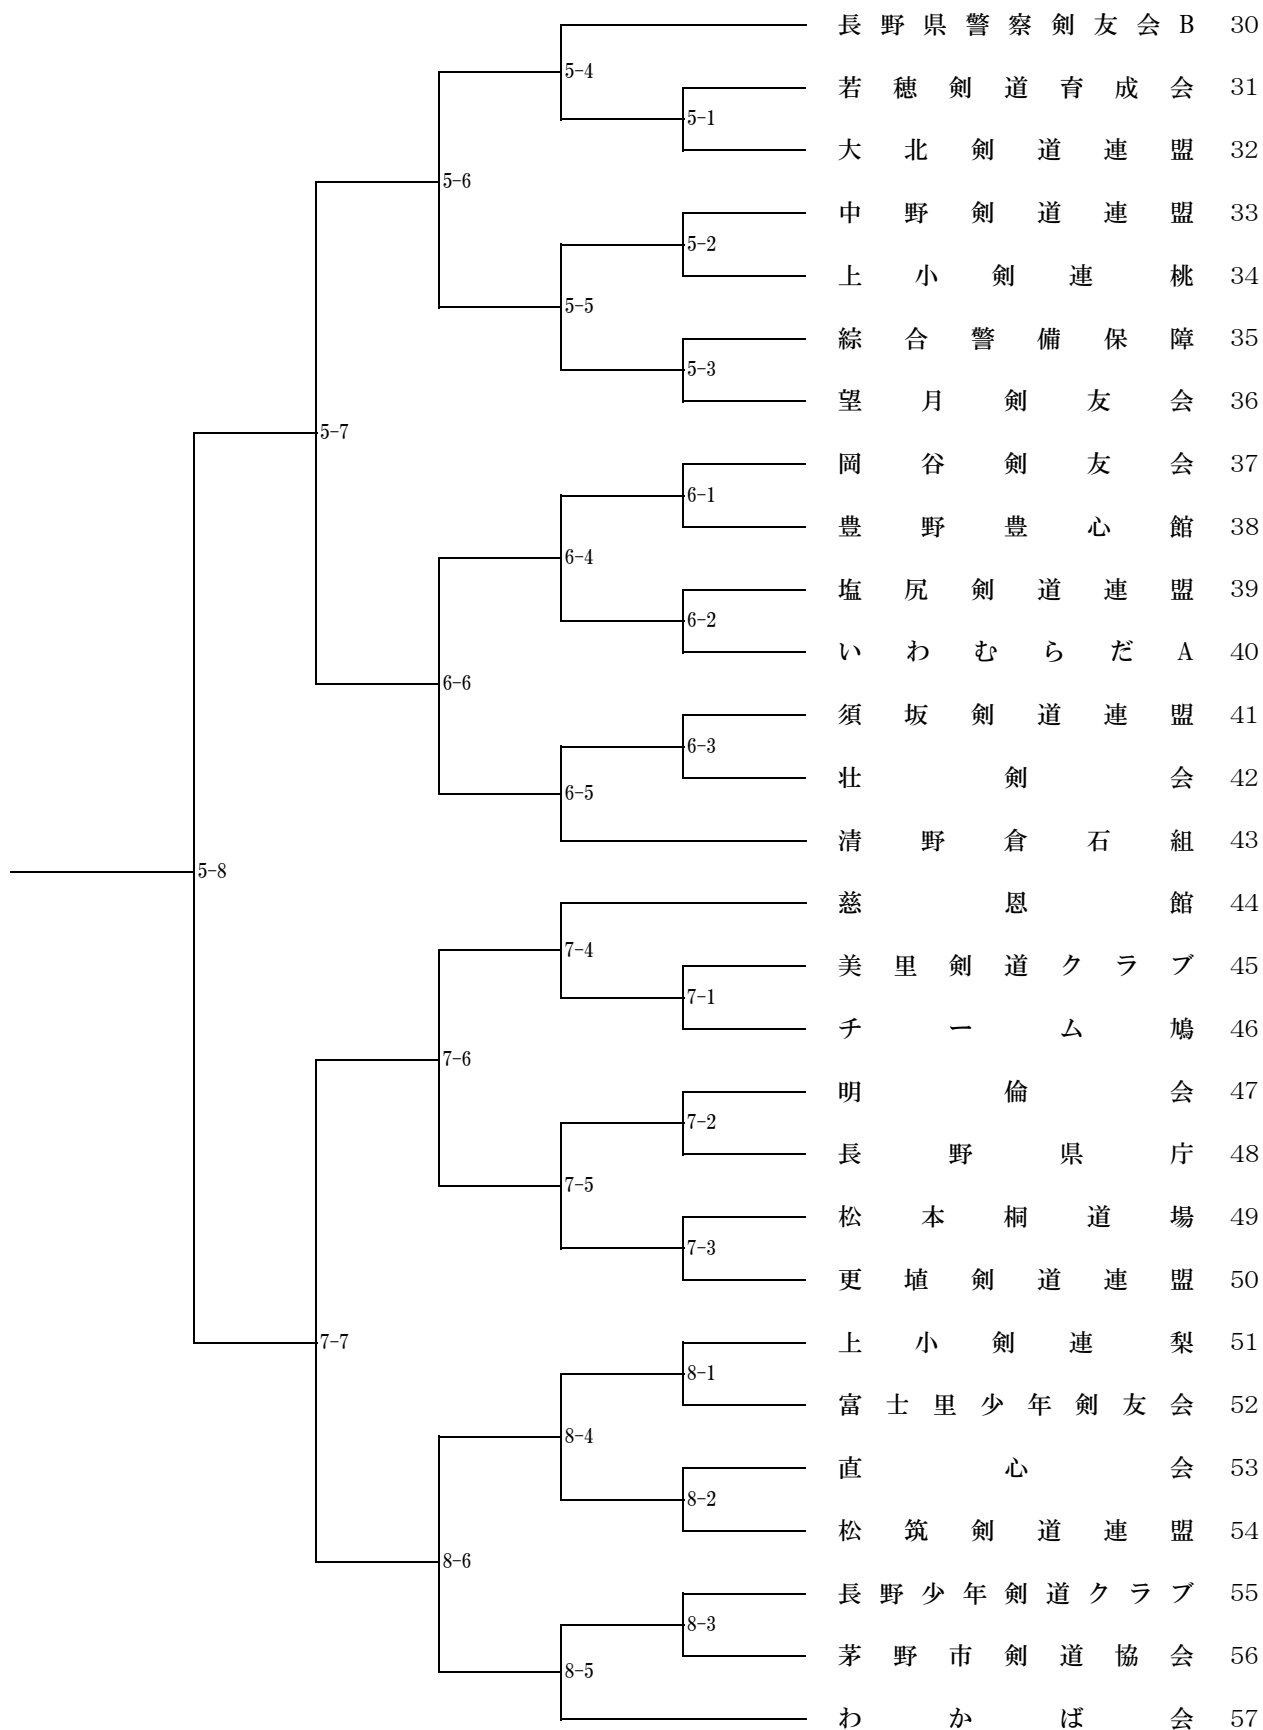 長野県警察剣友会B 30
5-4
若穂剣道育成会 31
5-1
大北剣道連盟 32
5-6
中野剣道連盟 33
5-2
上小剣連桃 34
5-5
綜合警備保障 35
5-3
望月剣友会 36
5-7
岡谷剣友会 37
6-1
豊野豊心館 38
6-4
塩尻剣道連盟 39
6-2
いわむらだA 40
6-6
須坂剣道連盟 41
6-3
壮剣会 42
6-5
清野倉石組 43
5-8
慈恩館 44
7-4
美里剣道クラブ 45
7-1
チーム鳩 46
7-6
明倫会 47
7-2
長野県庁 48
7-5
松本桐道場 49
7-3
更埴剣道連盟 50
7-7
上小剣連梨 51
8-1
富士里少年剣友会 52
8-4
直心会 53
8-2
松筑剣道連盟 54
8-6
長野少年剣道クラブ 55
8-3
茅野市剣道協会 56
8-5
わかば会 57